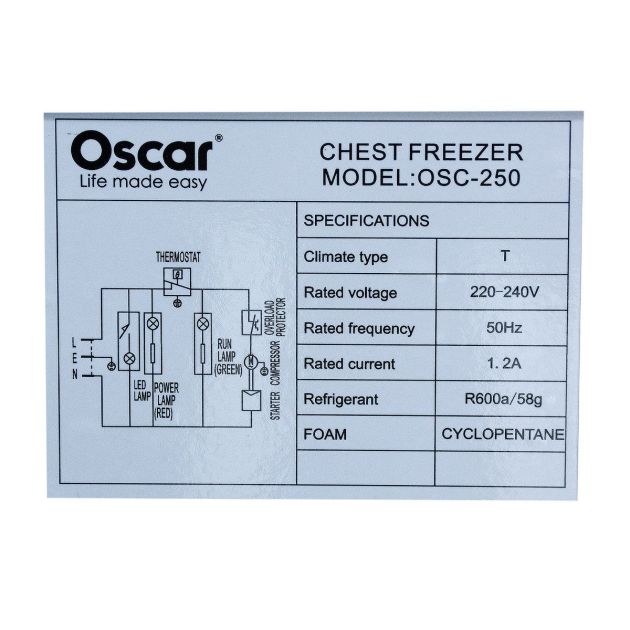 Oscar®
Life made easy
CHEST FREEZER
MODEL:OSC-250
SPECIFICATIONS
Climate type T
Rated voltage 220-240V
Rated frequency 50Hz
Rated current 1.2A
Refrigerant R600a/58g
FOAM CYCLOPENTANE
THERMOSTAT
L
E
N
LED
LAMP
POWER
LAMP
(RED)
RUN
LAMP
(GREEN)
OVERLOAD
PROTECTOR
COMPRESSOR
STARTER